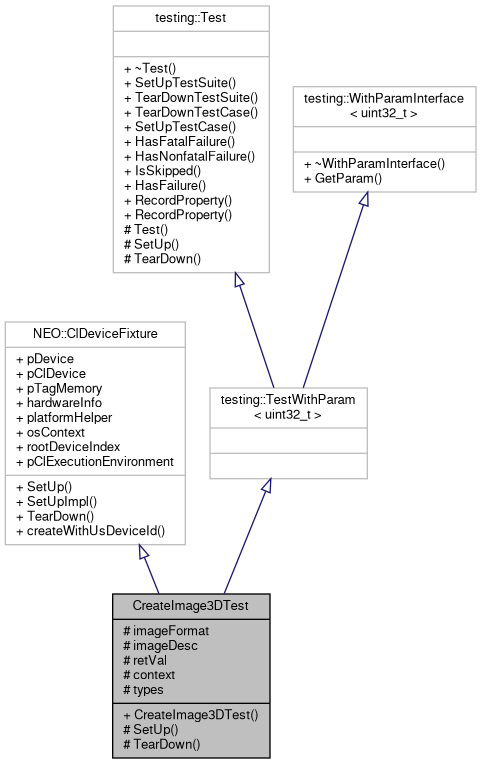 testing::Test
+ ~Test()
+ SetUpTestSuite()
+ TearDownTestSuite()
+ TearDownTestCase()
+ SetUpTestCase()
+ HasFatalFailure()
+ HasNonfatalFailure()
+ IsSkipped()
+ HasFailure()
+ RecordProperty()
+ RecordProperty()
# Test()
# SetUp()
# TearDown()
testing::WithParamInterface
< uint32_t >
+ ~WithParamInterface()
+ GetParam()
NEO::ClDeviceFixture
+ pDevice
+ pClDevice
+ pTagMemory
+ hardwareInfo
+ platformHelper
+ osContext
+ rootDeviceIndex
+ pClExecutionEnvironment
+ SetUp()
+ SetUpImpl()
+ TearDown()
+ createWithUsDeviceId()
testing::TestWithParam
< uint32_t >
CreateImage3DTest
# imageFormat
# imageDesc
# retVal
# context
# types
+ CreateImage3DTest()
# SetUp()
# TearDown()